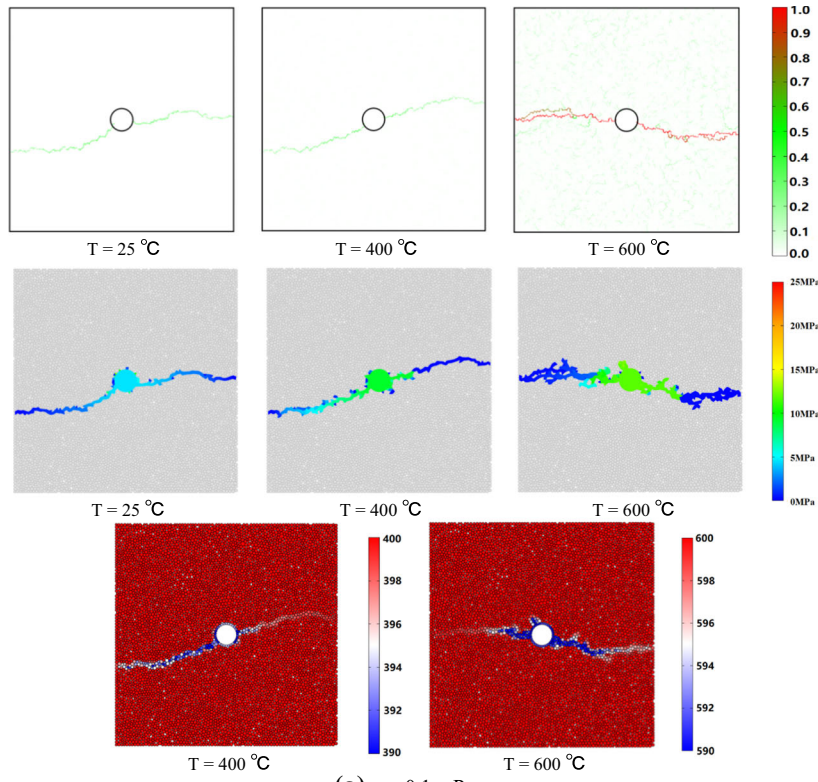 1.0
0.9
0.8
0.7
0.6
0.5
0.4
0.3
0.2
0.1
0.0
T = 25 ℃
T = 400 ℃
T = 600 ℃
25MPa
20MPa
15MPa
10MPa
5MPa
0MPa
T = 25 ℃
T = 400 ℃
T = 600 ℃
400
398
396
394
392
390
600
598
596
594
592
590
T = 400 ℃
T = 600 ℃